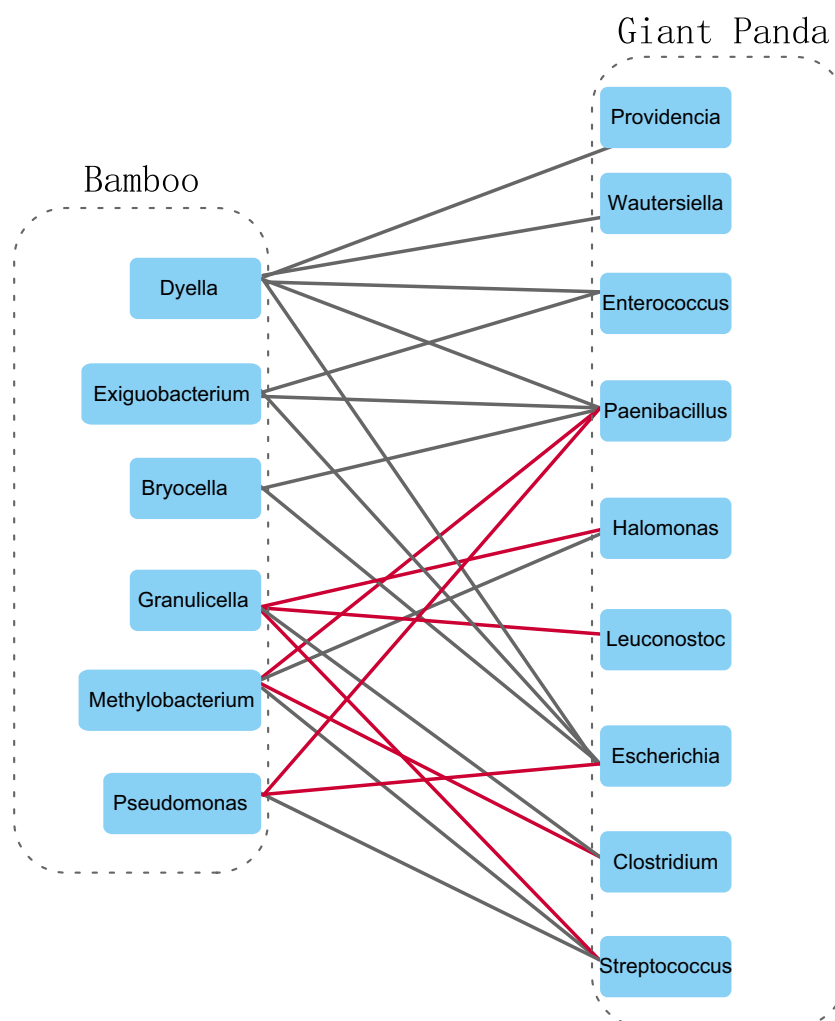 Giant Panda
Bamboo
Providencia
Wautersiella
Dyella
Enterococcus
Exiguobacterium
Paenibacillus
Bryocella
Halomonas
Granulicella
Leuconostoc
Methylobacterium
Escherichia
Pseudomonas
Clostridium
Streptococcus